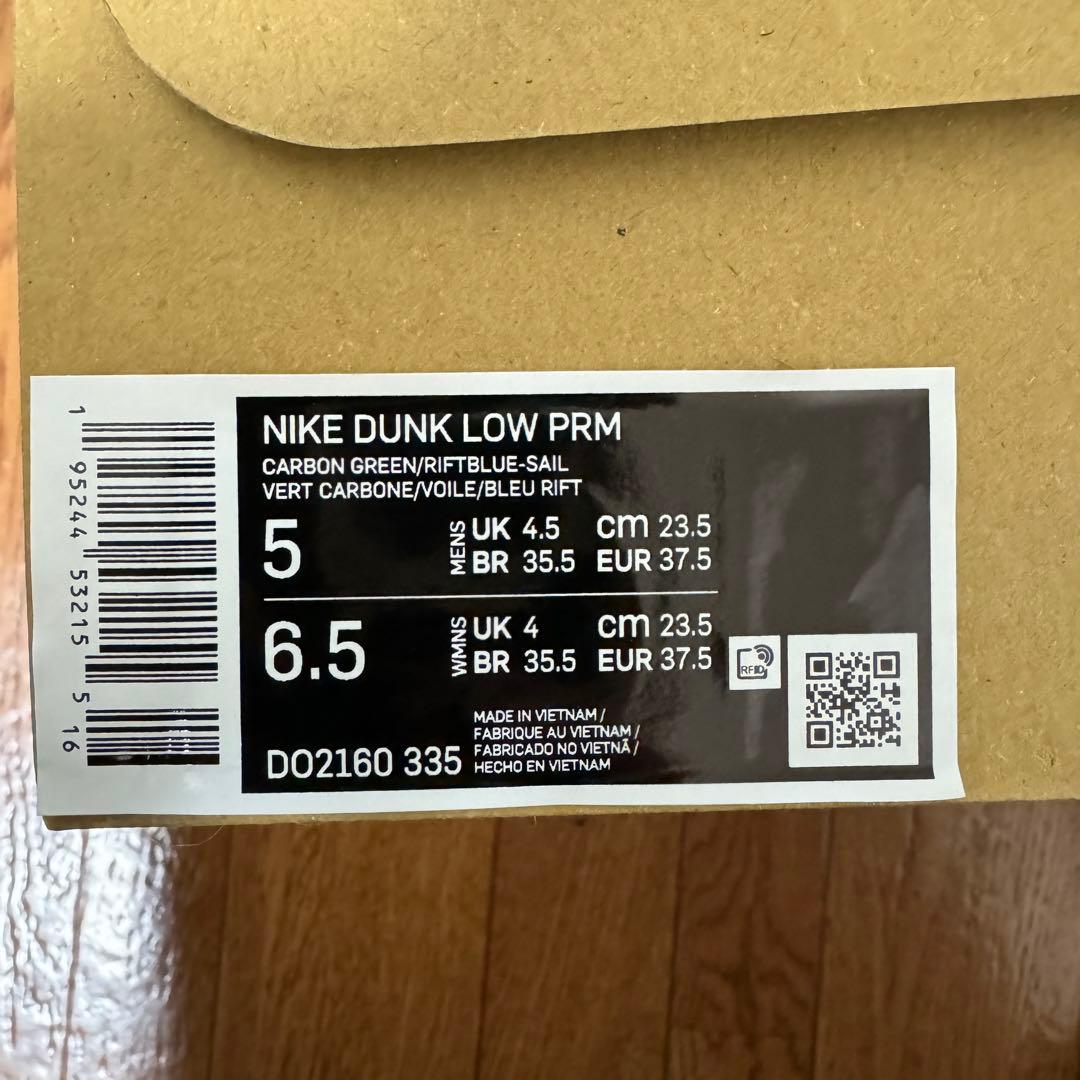 NIKE DUNK LOW PRM
CARBON GREEN/RIFTBLUE-SAIL
VERT CARBONE/VOILE/BLEU RIFT
5 MENS UK 4.5 cm 23.5
BR 35.5 EUR 37.5
6.5 WMNS UK 4 cm 23.5
BR 35.5 EUR 37.5
RFID
MADE IN VIETNAM /
FABRIQUE AU VIETNAM /
FABRICADO NO VIETNÃ /
HECHO EN VIETNAM
DO2160 335
1 95244 53215 5 16